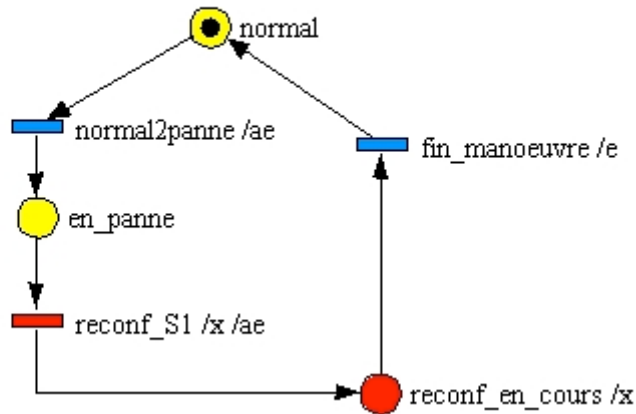 normal
normal2panne /ae
fin_manoeuvre /e
en_panne
reconf_S1 /x /ae
reconf_en_cours /x